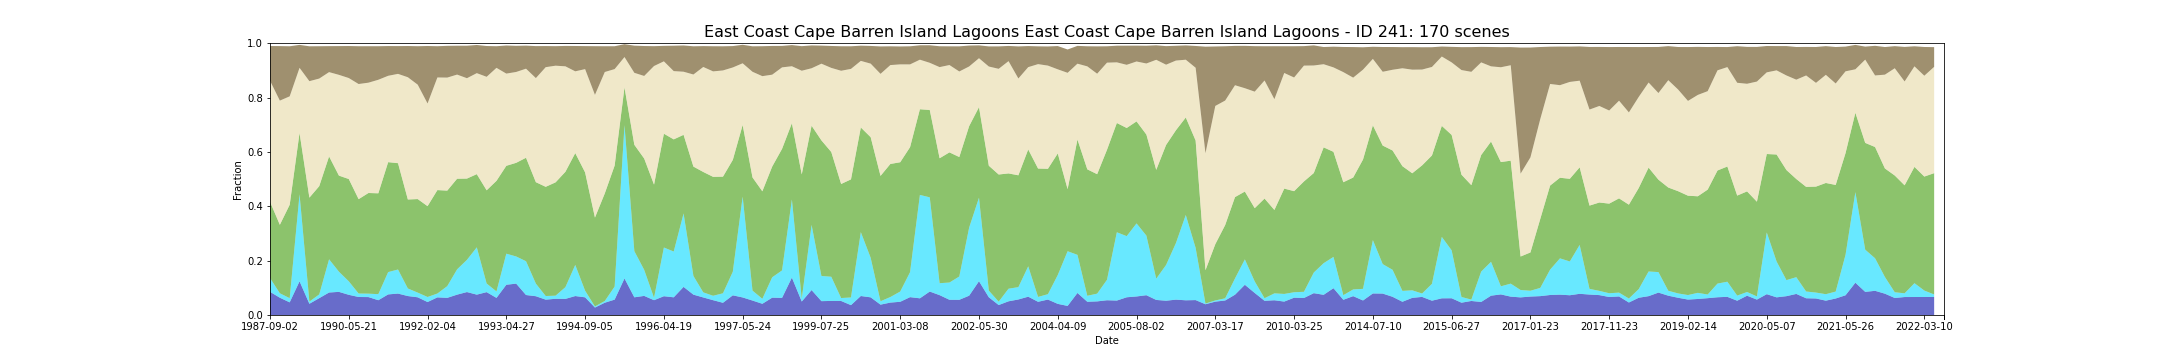 East Coast Cape Barren Island Lagoons East Coast Cape Barren Island Lagoons - ID 241: 170 scenes
1.0
0.8
0.6
0.4
0.2
0.0
Fraction
1987-09-02 1990-05-21 1992-02-04 1993-04-27 1994-09-05 1996-04-19 1997-05-24 1999-07-25 2001-03-08 2002-05-30 2004-04-09 2005-08-02 2007-03-17 2010-03-25 2014-07-10 2015-06-27 2017-01-23 2017-11-23 2019-02-14 2020-05-07 2021-05-26 2022-03-10
Date